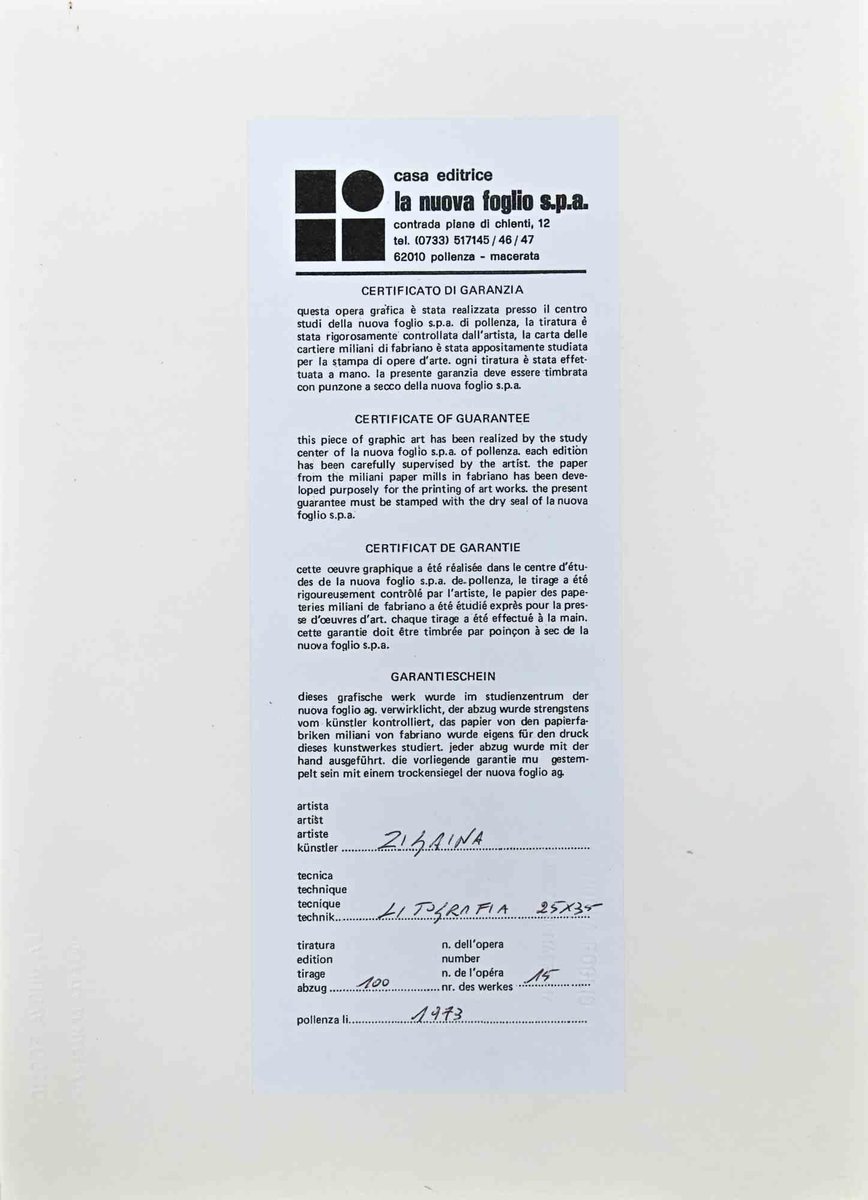 casa editrice
la nuova foglio s.p.a.
contrada piane di chienti, 12
tel. (0733) 517145/46/47
62010 pollenza - macerata
CERTIFICATO DI GARANZIA
questa opera grafica è stata realizzata presso il centro
studi della nuova foglio s.p.a. di pollenza, la tiratura è
stata rigorosamente controllata dall'artista, la carta delle
cartiere miliani di fabriano è stata appositamente studiata
per la stampa di opere d'arte. ogni tiratura è stata effet-
tuata a mano. la presente garanzia deve essere timbrata
con punzone a secco della nuova foglio s.p.a.
CERTIFICATE OF GUARANTEE
this piece of graphic art has been realized by the study
center of la nuova foglio s.p.a. of pollenza. each edition
has been carefully supervised by the artist. the paper
from the miliani paper mills in fabriano has been deve-
loped purposely for the printing of art works. the present
guarantee must be stamped with the dry seal of la nuova
foglio s.p.a.
CERTIFICAT DE GARANTIE
cette oeuvre graphique a été réalisée dans le centre d'étu-
des de la nuova foglio s.p.a. de pollenza, le tirage a été
rigoureusement contrôlé par l'artiste, le papier des pape-
teries miliani de fabriano a été étudié exprès pour la pres-
se d'œuvres d'art. chaque tirage a été effectué à la main.
cette garantie doit être timbrée par poinçon à sec de la
nuova foglio s.p.a.
GARANTIESCHEIN
dieses grafische werk wurde im studienzentrum der
nuova foglio ag. verwirklicht, der abzug wurde strengstens
vom künstler kontrolliert, das papier von den papierfa-
briken miliani von fabriano wurde eigens für den druck
dieses kunstwerkes studiert. jeder abzug wurde mit der
hand ausgeführt. die vorliegende garantie mu gestem-
pelt sein mit einem trockensiegel der nuova foglio ag.
artista
artist
artiste
künstler ZIGAINA
tecnica
technique
tecnique
technik LITOGRAFIA 25X35
tiratura n. dell'opera
edition number
tirage n. de l'opéra
abzug 100 nr. des werkes 15
pollenza li 1973